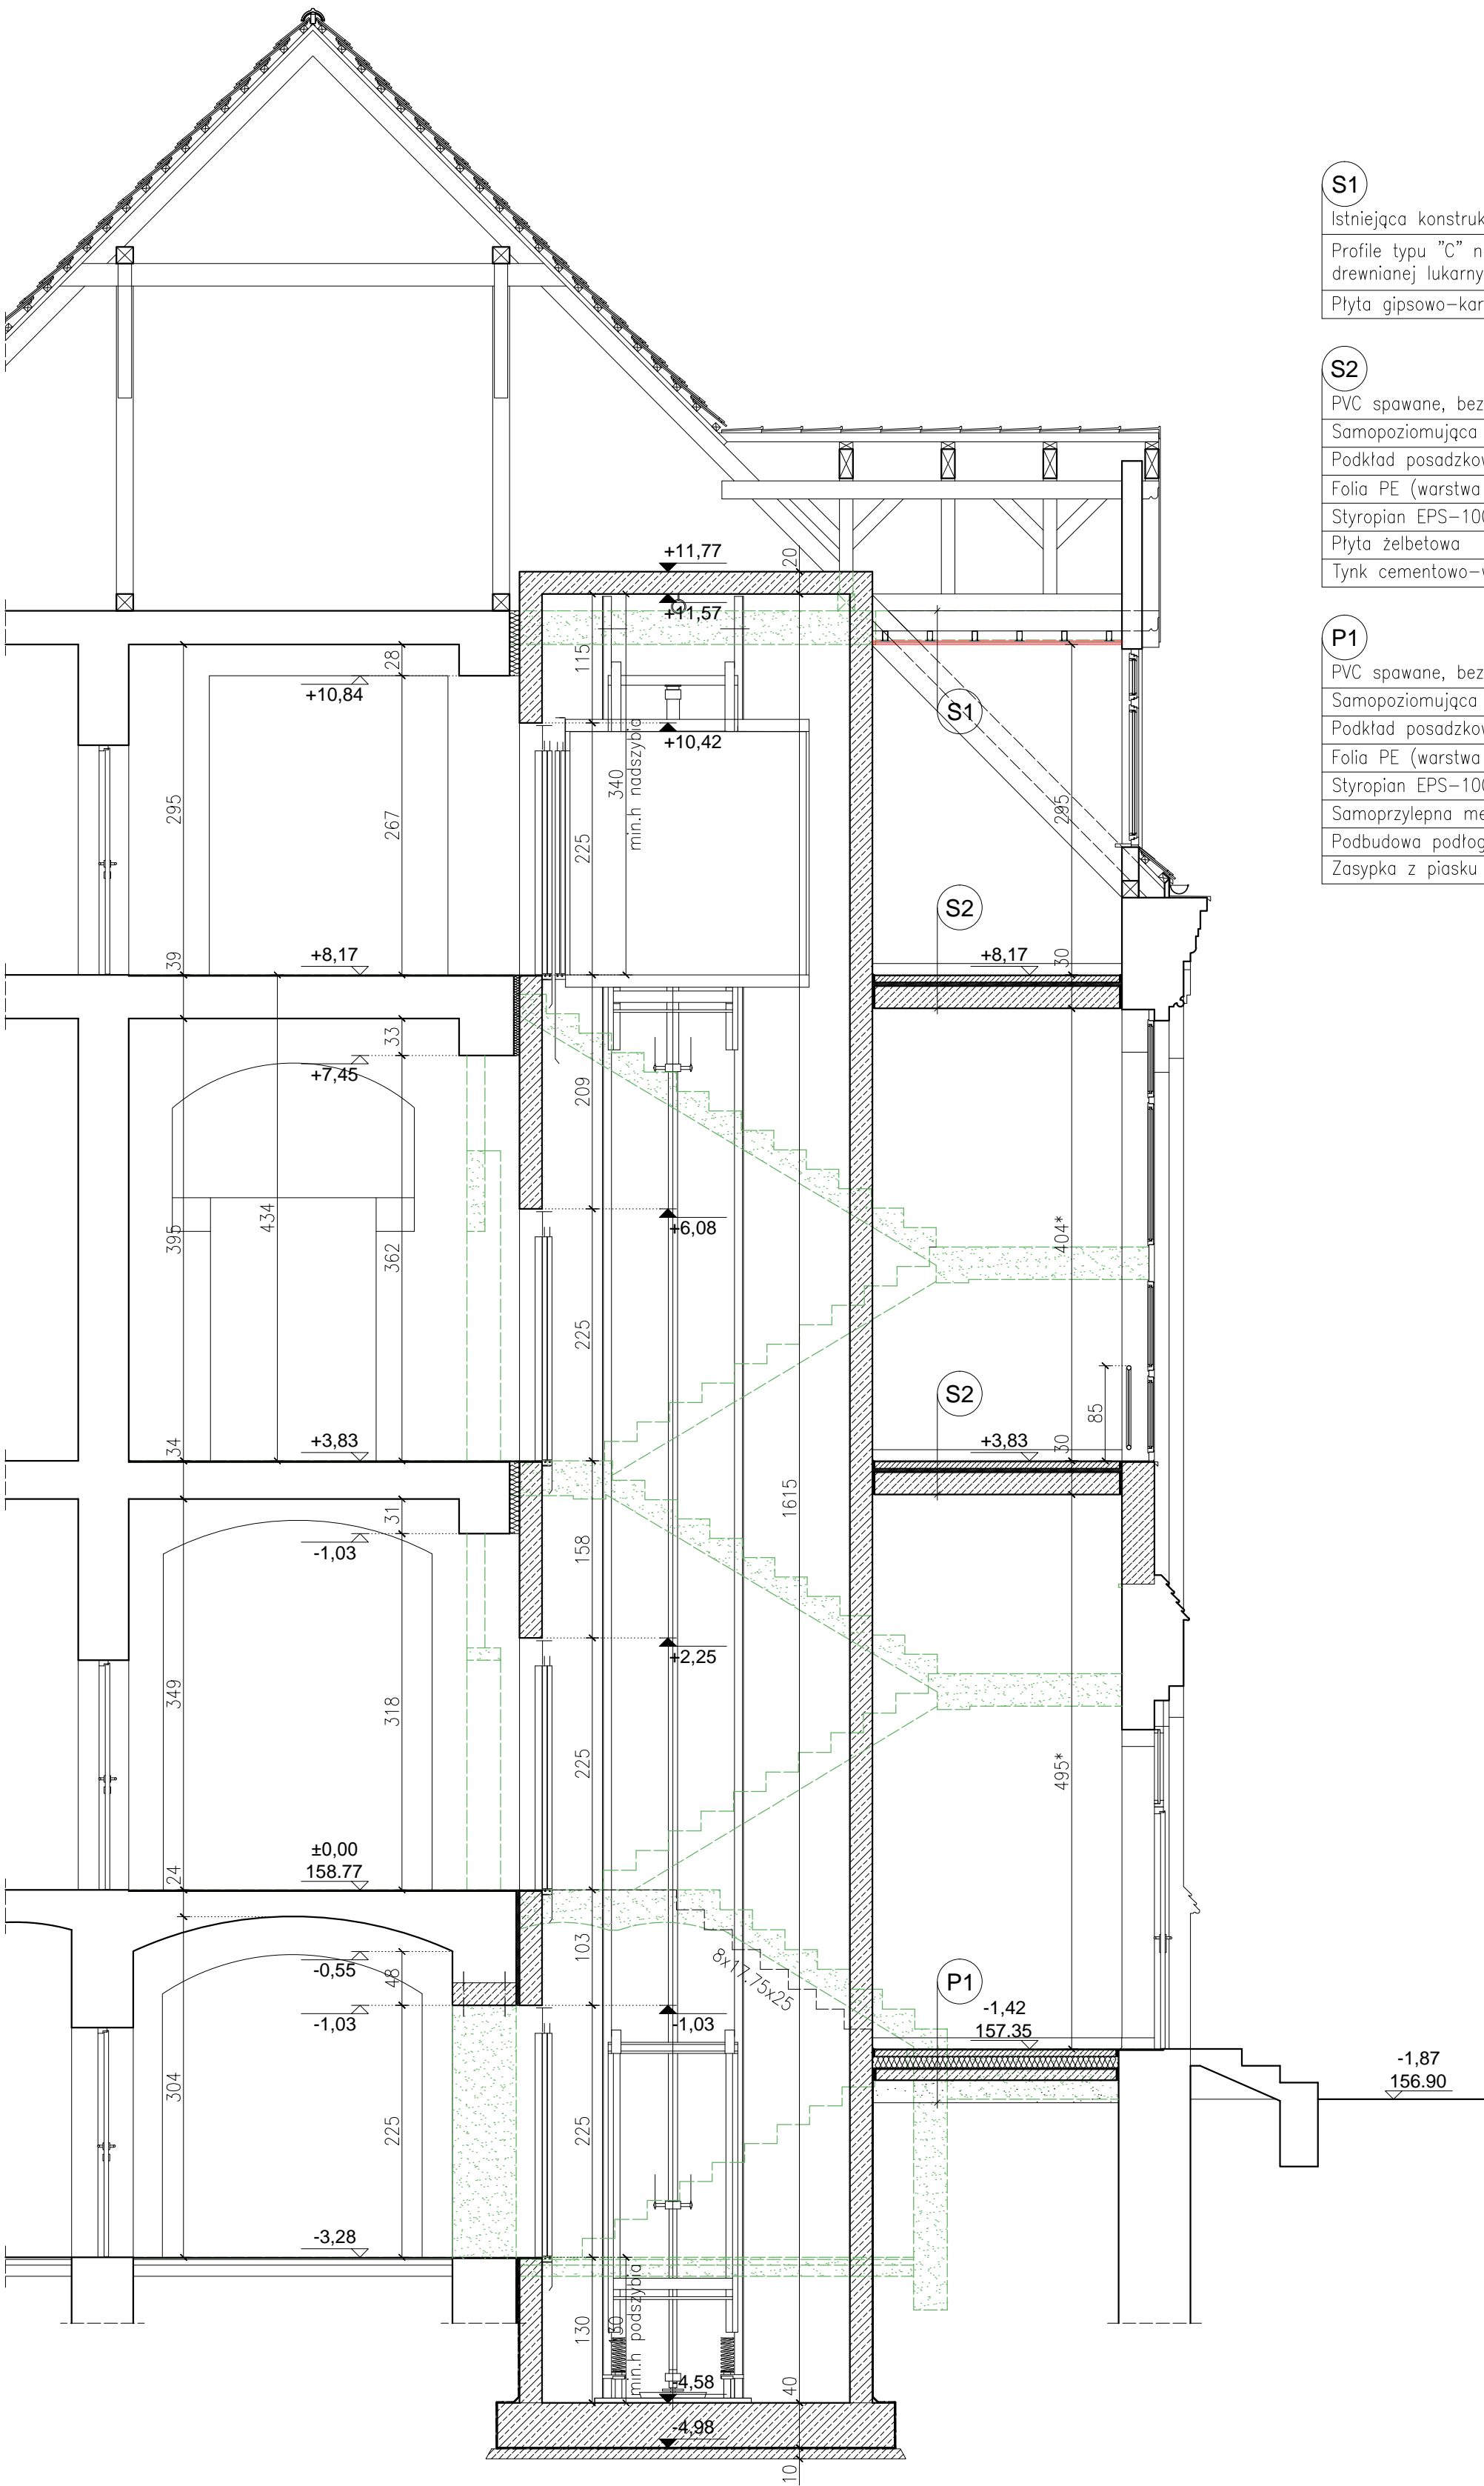 S1
Istniejąca konstruk
Profile typu "C" n
drewnianej lukarny
Płyta gipsowo-kar
S2
PVC spawane, bez
Samopoziomująca
Podkład posadzkow
Folia PE (warstwa
Styropian EPS-100
Płyta żelbetowa
Tynk cementowo-w
P1
PVC spawane, bez
Samopoziomująca
Podkład posadzkow
Folia PE (warstwa
Styropian EPS-100
Samoprzylepna me
Podbudowa podłog
Zasypka z piasku
+11,77
20
+11,57
28
115
+10,84
S1
+10,42
340
min.h nadszybia
295
267
225
295
S2
39
+8,17
+8,17
30
33
+7,45
209
395
434
362
+6,08
404*
225
S2
85
34
+3,83
+3,83
30
31
-1,03
158
1615
349
318
+2,25
225
495*
24
±0,00
158.77
103
8x17.75x25
-0,55
48
-1,03
-1,03
P1
-1,42
157.35
-1,87
156.90
304
225
225
-3,28
130
min.h podszybia
-4,58
40
-4,98
10